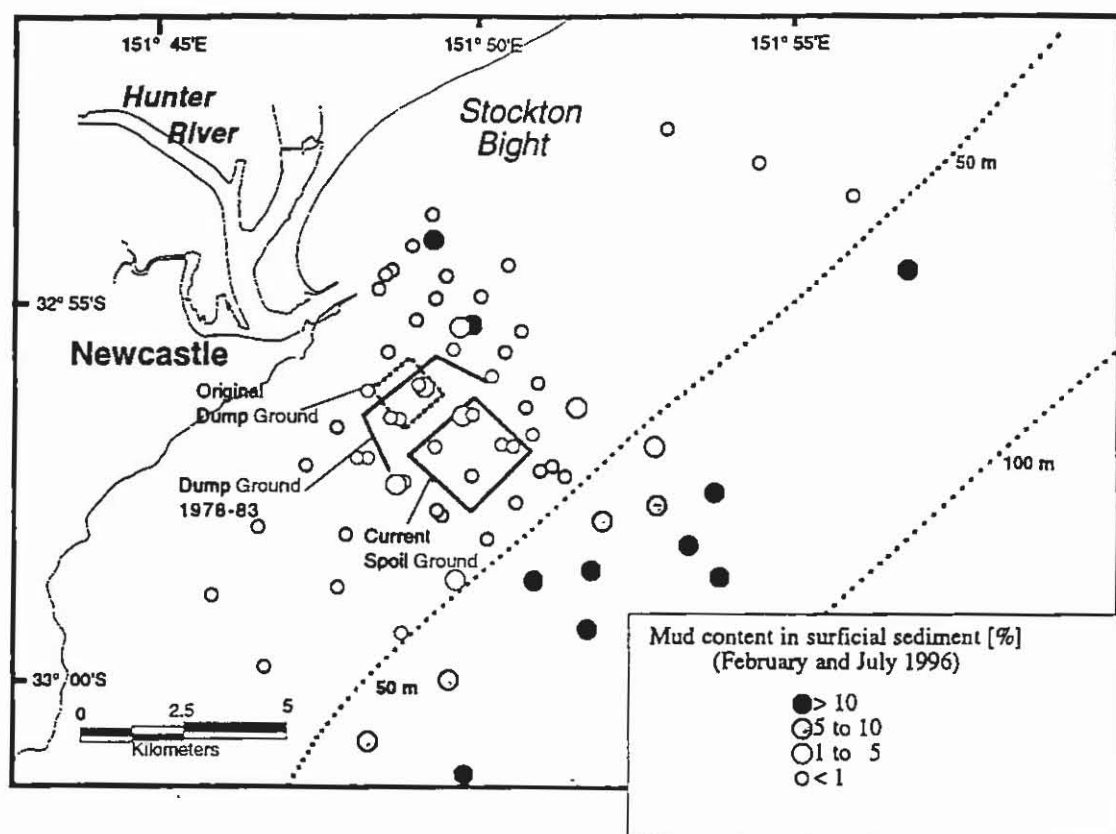 151° 45'E
151° 50'E
151° 55'E
Hunter
River
Stockton
Bight
50 m
32° 55'S
Newcastle
Original
Dump Ground
100 m
Dump Ground
1978-83
Current
Spoil Ground
33° 00'S
50 m
0 2.5 5
Kilometers
Mud content in surficial sediment [%]
(February and July 1996)
> 10
5 to 10
1 to 5
< 1